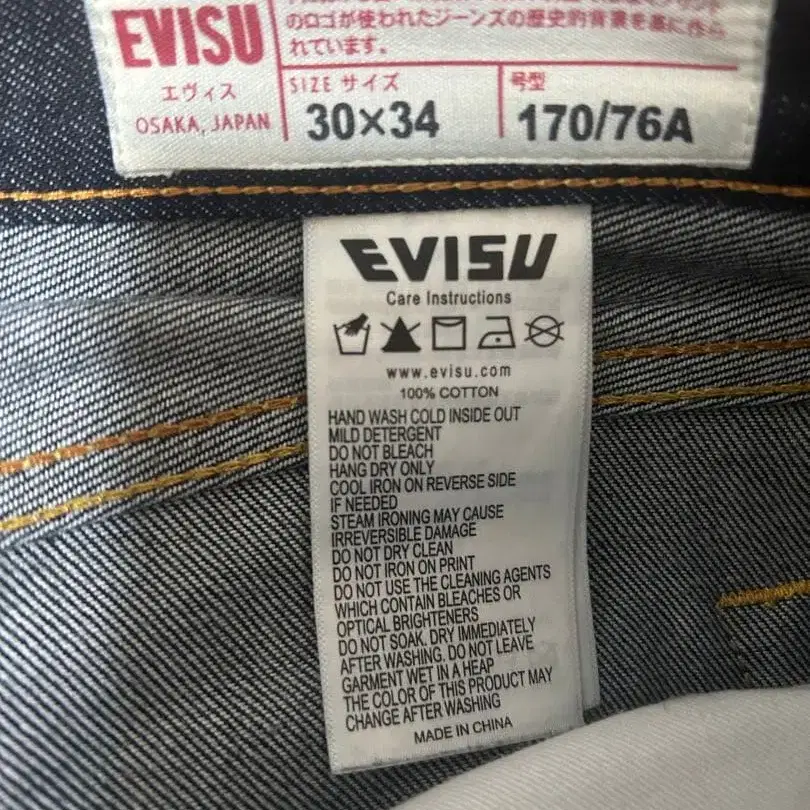 EVISU
エヴィス
OSAKA, JAPAN
のロゴが使われたジーンズの歴史的背景を基に作ら
れています。
SIZE サイズ
30×34
号型
170/76A
EVISU
Care Instructions
www.evisu.com
100% COTTON
HAND WASH COLD INSIDE OUT
MILD DETERGENT
DO NOT BLEACH
HANG DRY ONLY
COOL IRON ON REVERSE SIDE
IF NEEDED
STEAM IRONING MAY CAUSE
IRREVERSIBLE DAMAGE
DO NOT DRY CLEAN
DO NOT IRON ON PRINT
DO NOT USE THE CLEANING AGENTS
WHICH CONTAIN BLEACHES OR
OPTICAL BRIGHTENERS
DO NOT SOAK, DRY IMMEDIATELY
AFTER WASHING. DO NOT LEAVE
GARMENT WET IN A HEAP
THE COLOR OF THIS PRODUCT MAY
CHANGE AFTER WASHING
MADE IN CHINA